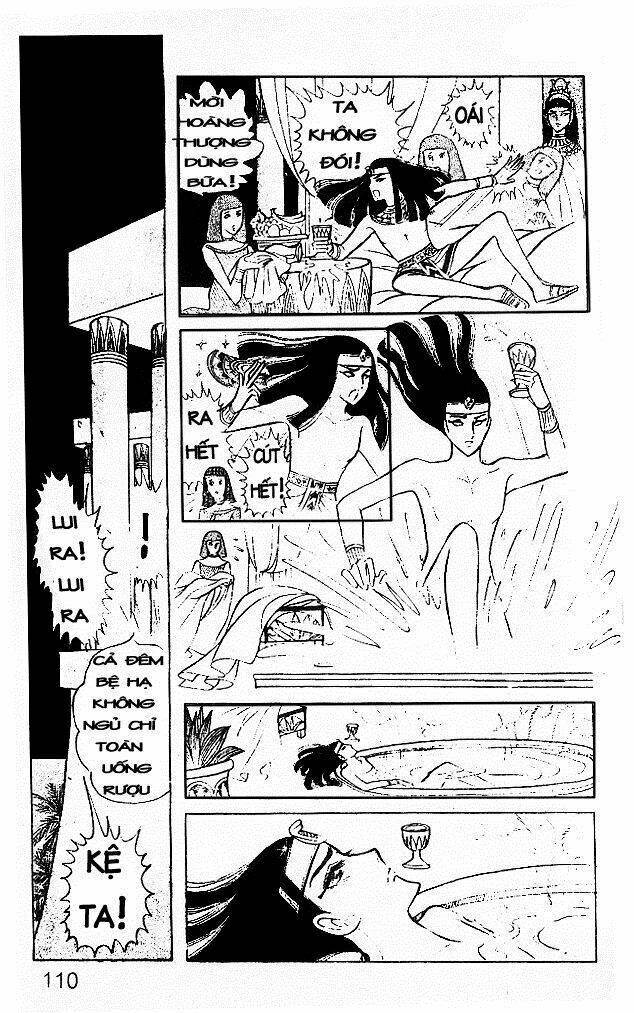 MỜI
HOÀNG
THƯỢNG
DÙNG
BỮA!
TA
KHÔNG
ĐÓI!
OÁI
RA
HẾT
CÚT
HẾT!
!
LUI
RA!
LUI
RA
CẢ ĐÊM
BỆ HẠ
KHÔNG
NGỦ CHỈ
TOÀN
UỐNG
RƯỢU
KỆ
TA!
110